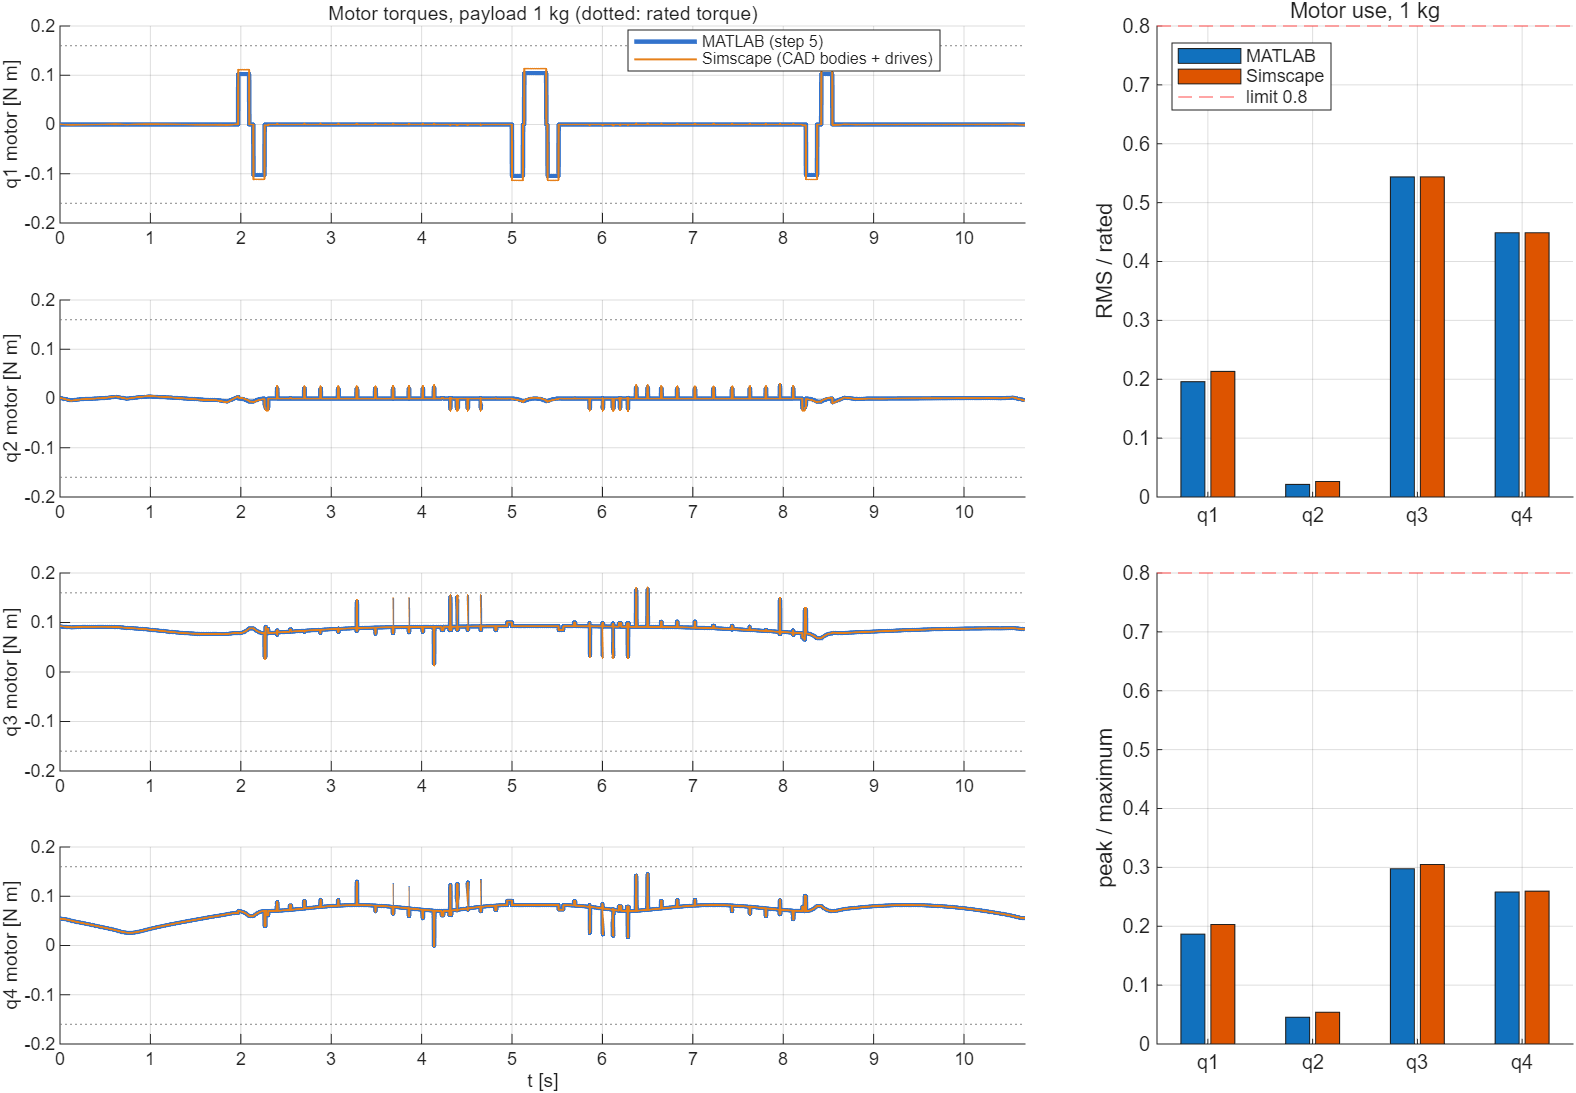 Motor torques, payload 1 kg (dotted: rated torque)
MATLAB (step 5)
Simscape (CAD bodies + drives)
q1 motor [N m]
0.2
0.1
0
-0.1
-0.2
0 1 2 3 4 5 6 7 8 9 10
q2 motor [N m]
0.2
0.1
0
-0.1
-0.2
0 1 2 3 4 5 6 7 8 9 10
q3 motor [N m]
0.2
0.1
0
-0.1
-0.2
0 1 2 3 4 5 6 7 8 9 10
q4 motor [N m]
0.2
0.1
0
-0.1
-0.2
0 1 2 3 4 5 6 7 8 9 10
t [s]
Motor use, 1 kg
MATLAB
Simscape
limit 0.8
RMS / rated
0.8
0.7
0.6
0.5
0.4
0.3
0.2
0.1
0
q1 q2 q3 q4
peak / maximum
0.8
0.7
0.6
0.5
0.4
0.3
0.2
0.1
0
q1 q2 q3 q4